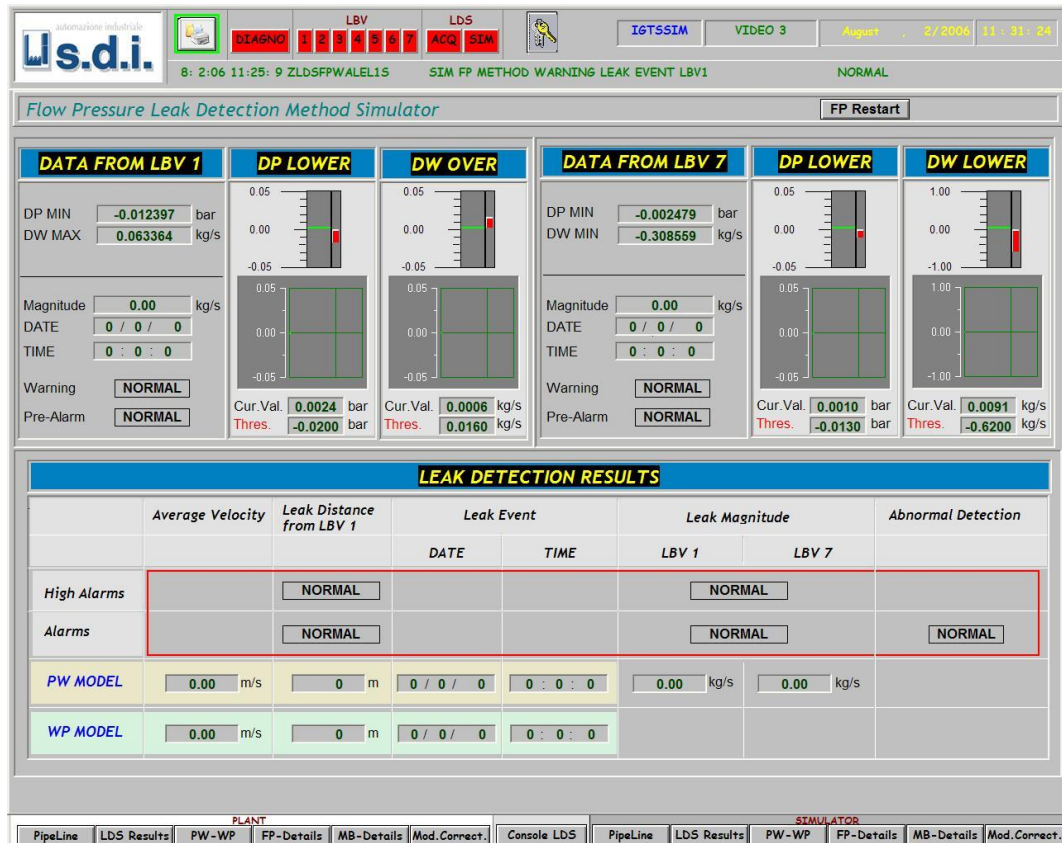 automazione industriale
s.d.i.
LBV
LDS
DIAGNO 1 2 3 4 5 6 7 ACQ SIM
IGTSSIM VIDEO 3 August , 2/2006 11: 31: 24
8: 2:06 11:25: 9 ZLDSFPWALEL1S SIM FP METHOD WARNING LEAK EVENT LBV1 NORMAL
Flow Pressure Leak Detection Method Simulator
FP Restart
DATA FROM LBV 1
DP MIN -0.012397 bar
DW MAX 0.063364 kg/s
Magnitude 0.00 kg/s
DATE 0 / 0 / 0
TIME 0 : 0 : 0
Warning NORMAL
Pre-Alarm NORMAL
DP LOWER
0.05
0.00
-0.05
0.05
0.00
-0.05
Cur.Val. 0.0024 bar
Thres. -0.0200 bar
DW OVER
0.05
0.00
-0.05
0.05
0.00
-0.05
Cur.Val. 0.0006 kg/s
Thres. 0.0160 kg/s
DATA FROM LBV 7
DP MIN -0.002479 bar
DW MIN -0.308559 kg/s
Magnitude 0.00 kg/s
DATE 0 / 0 / 0
TIME 0 : 0 : 0
Warning NORMAL
Pre-Alarm NORMAL
DP LOWER
0.05
0.00
-0.05
0.05
0.00
-0.05
Cur.Val. 0.0010 bar
Thres. -0.0130 bar
DW LOWER
1.00
0.00
-1.00
1.00
0.00
-1.00
Cur.Val. 0.0091 kg/s
Thres. -0.6200 kg/s
LEAK DETECTION RESULTS
Average Velocity
Leak Distance
from LBV 1
Leak Event
Leak Magnitude
Abnormal Detection
DATE TIME LBV 1 LBV 7
High Alarms NORMAL NORMAL
Alarms NORMAL NORMAL NORMAL
PW MODEL 0.00 m/s 0 m 0 / 0 / 0 0 : 0 : 0 0.00 kg/s 0.00 kg/s
WP MODEL 0.00 m/s 0 m 0 / 0 / 0 0 : 0 : 0
PLANT
SIMULATOR
PipeLine LDS Results PW-WP FP-Details MB-Details Mod.Correct. Console LDS PipeLine LDS Results PW-WP FP-Details MB-Details Mod.Correct.